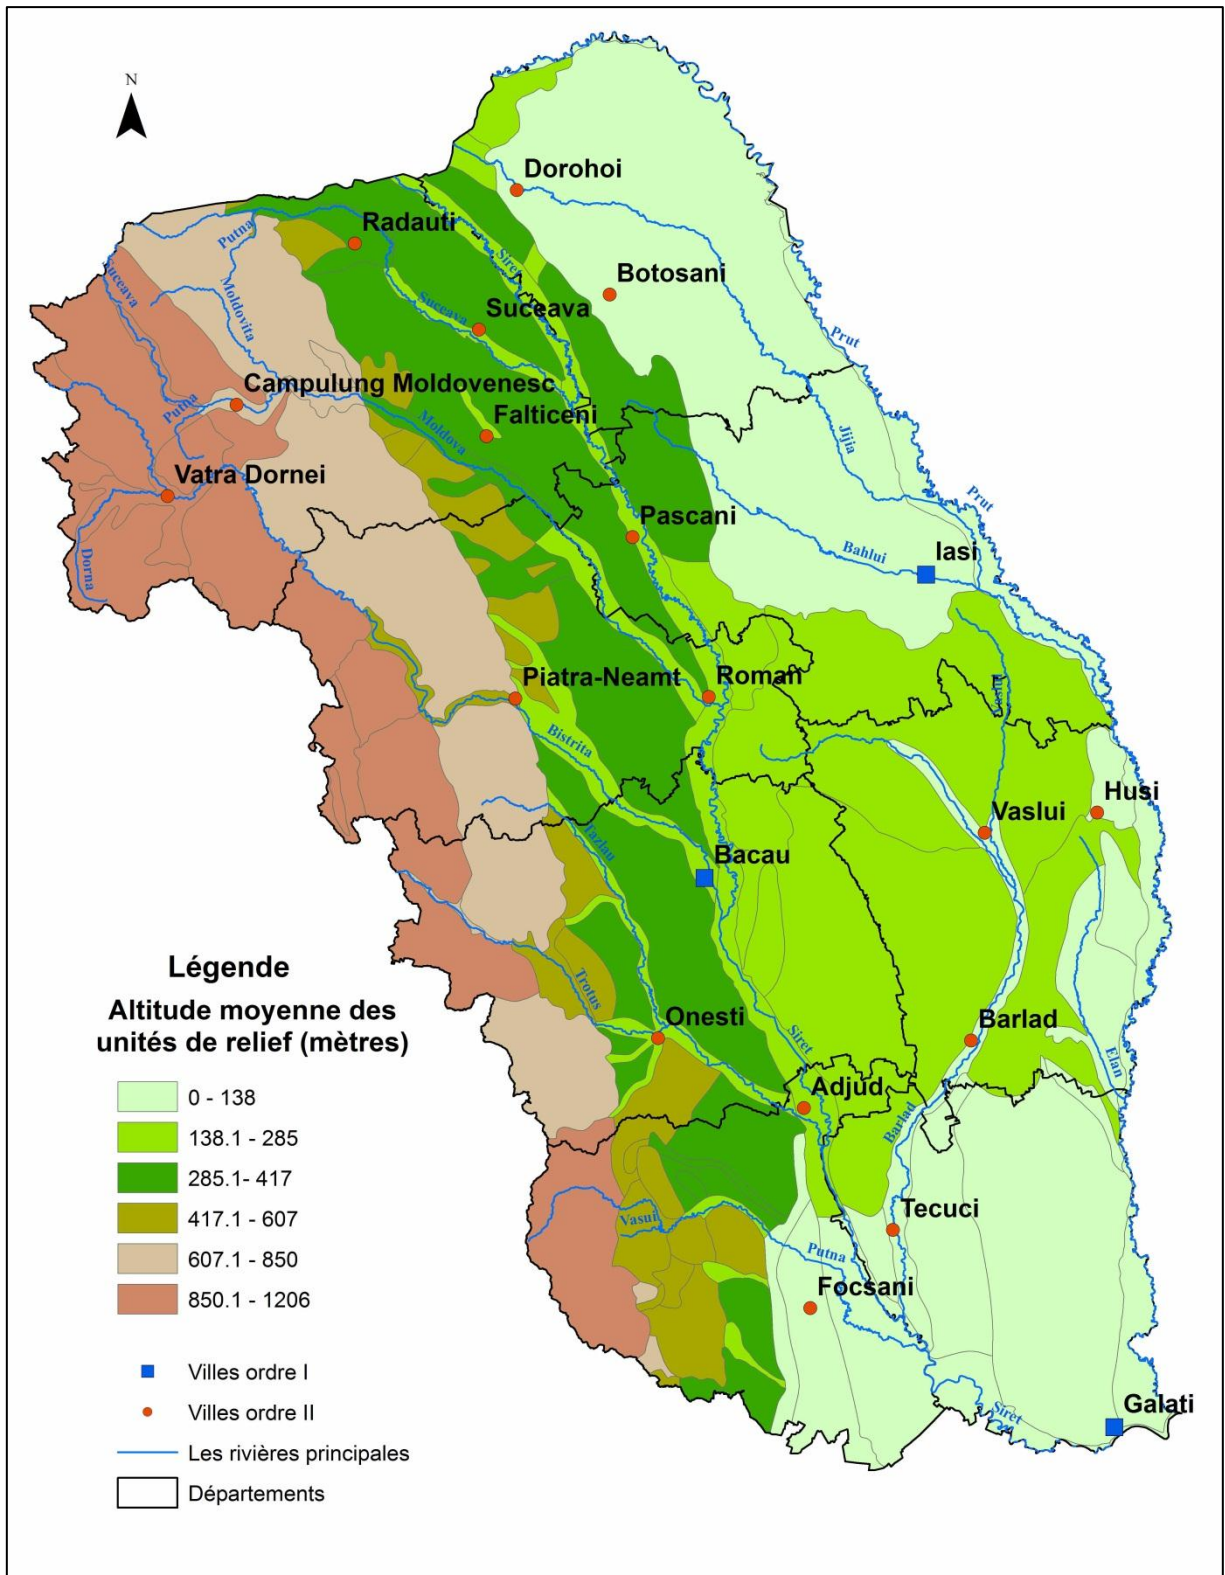 N
Dorohoi
Radauti
Putna
Siret
Botosani
Suceava
Moldovita
Suceava
Suceava
Prut
Campulung Moldovenesc
Putna
Falticeni
Moldova
Jijia
Vatra Dornei
Prut
Pascani
Dorna
Bahlui
Iasi
Piatra-Neamt
Roman
Vaslui
Bistrita
Husi
Vaslui
Tazlau
Bacau
Légende
Trotus
Altitude moyenne des
unités de relief (mètres)
Onesti
Siret
Barlad
Elan
0 - 138
Adjud
Barlad
138.1 - 285
285.1- 417
417.1 - 607
Vasui
Tecuci
Putna
607.1 - 850
Focsani
850.1 - 1206
Villes ordre I
Villes ordre II
Galati
Siret
Les rivières principales
Départements